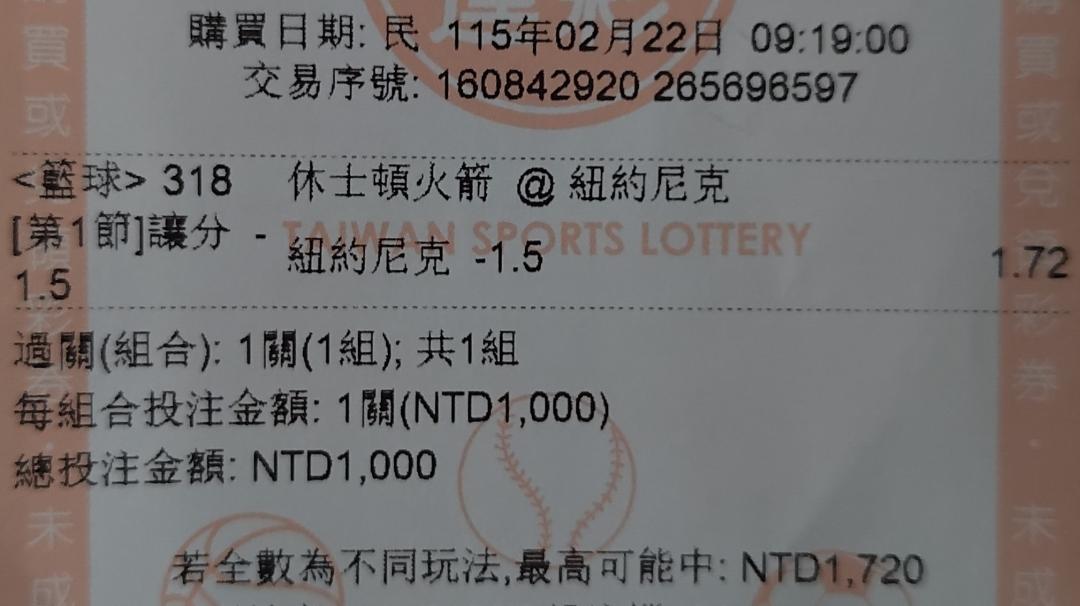 購買日期: 民 115年02月22日 09:19:00
交易序號: 160842920 265696597
<籃球> 318 休士頓火箭 @ 紐約尼克
[第1節]讓分 -
1.5
紐約尼克 -1.5 1.72
TAIWAN SPORTS LOTTERY
過關(組合): 1關(1組); 共1組
每組合投注金額: 1關(NTD1,000)
總投注金額: NTD1,000
若全數為不同玩法,最高可能中: NTD1,720